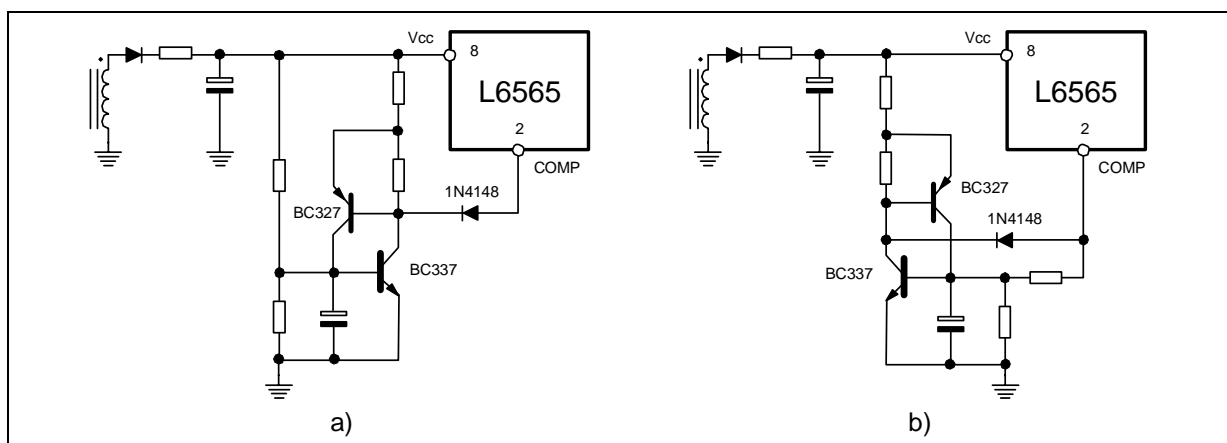 Vcc
8
L6565
2
COMP
1N4148
BC327
BC337
a)
Vcc
8
L6565
2
COMP
BC327
1N4148
BC337
b)